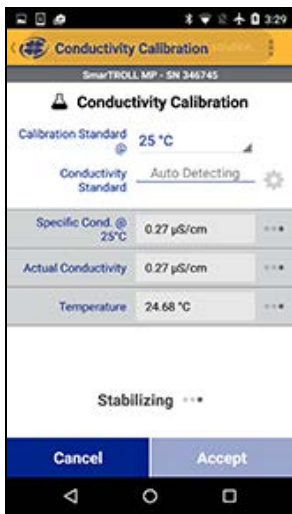 3:29
Conductivity Calibration
SmarTROLL MP - SN 346745
Conductivity Calibration
Calibration Standard @ 25 °C
Conductivity Standard Auto Detecting
Specific Cond. @ 25°C 0.27 µS/cm
Actual Conductivity 0.27 µS/cm
Temperature 24.68 °C
Stabilizing
Cancel Accept